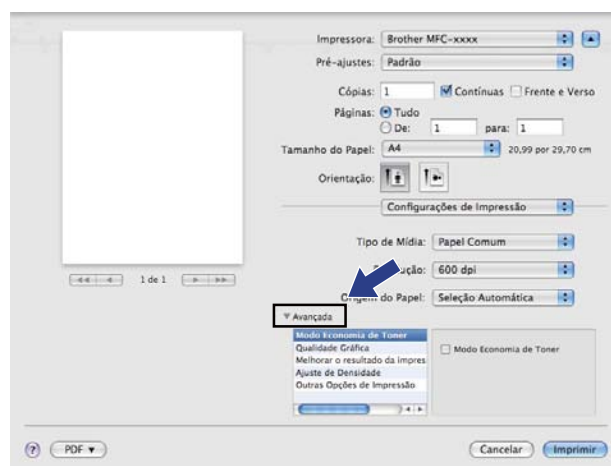 Impressora: Brother MFC-xxxx
Pré-ajustes: Padrão
Cópias: 1 Contínuas Frente e Verso
Páginas: Tudo
De: 1 para: 1
Tamanho do Papel: A4 20,99 por 29,70 cm
Orientação:
Configurações de Impressão
Tipo de Mídia: Papel Comum
ução: 600 dpi
1 de 1
Origem do Papel: Seleção Automática
Avançada
Modo Economia de Toner
Qualidade Gráfica
Melhorar o resultado da impres
Ajuste de Densidade
Outras Opções de Impressão
Modo Economia de Toner
? PDF Cancelar Imprimir